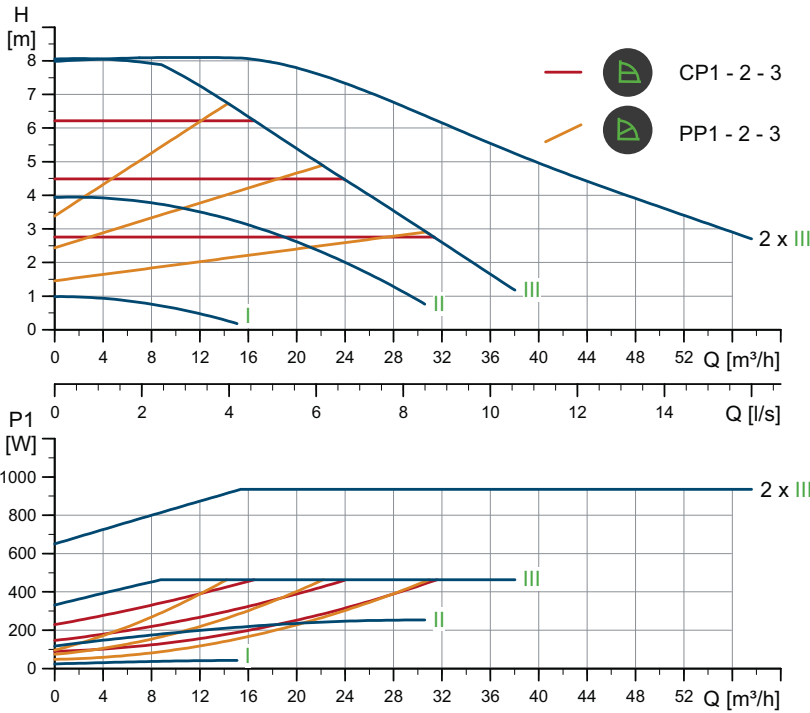 H
[m]
8
7
6
5
4
3
2
1
0
CP1 - 2 - 3
PP1 - 2 - 3
2 x III
III
II
I
0 4 8 12 16 20 24 28 32 36 40 44 48 52 Q [m³/h]
0 2 4 6 8 10 12 14 Q [l/s]
P1
[W]
1000
800
600
400
200
0
2 x III
III
II
I
0 4 8 12 16 20 24 28 32 36 40 44 48 52 Q [m³/h]